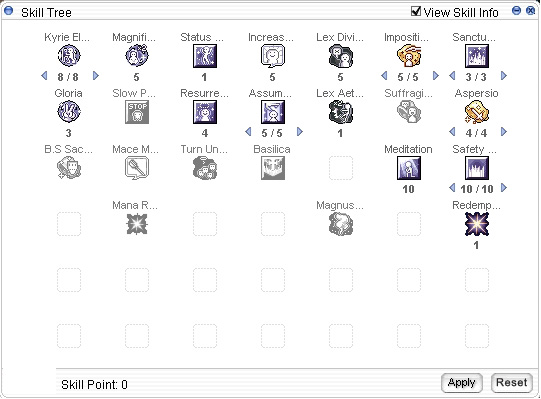 Skill Tree
View Skill Info
Kyrie El... Magnifi... Status ... Increas... Lex Divi... Impositi... Sanctu...
8 / 8 5 1 5 5 5 / 5 3 / 3
Gloria Slow P... Resurre... Assum... Lex Aet... Suffragi... Aspersio
STOP
3 4 5 / 5 1 4 / 4
B.S Sac... Mace M... Turn Un... Basilica Meditation Safety ...
10 10 / 10
Mana R... Magnus... Redemp...
1
Skill Point: 0
Apply Reset